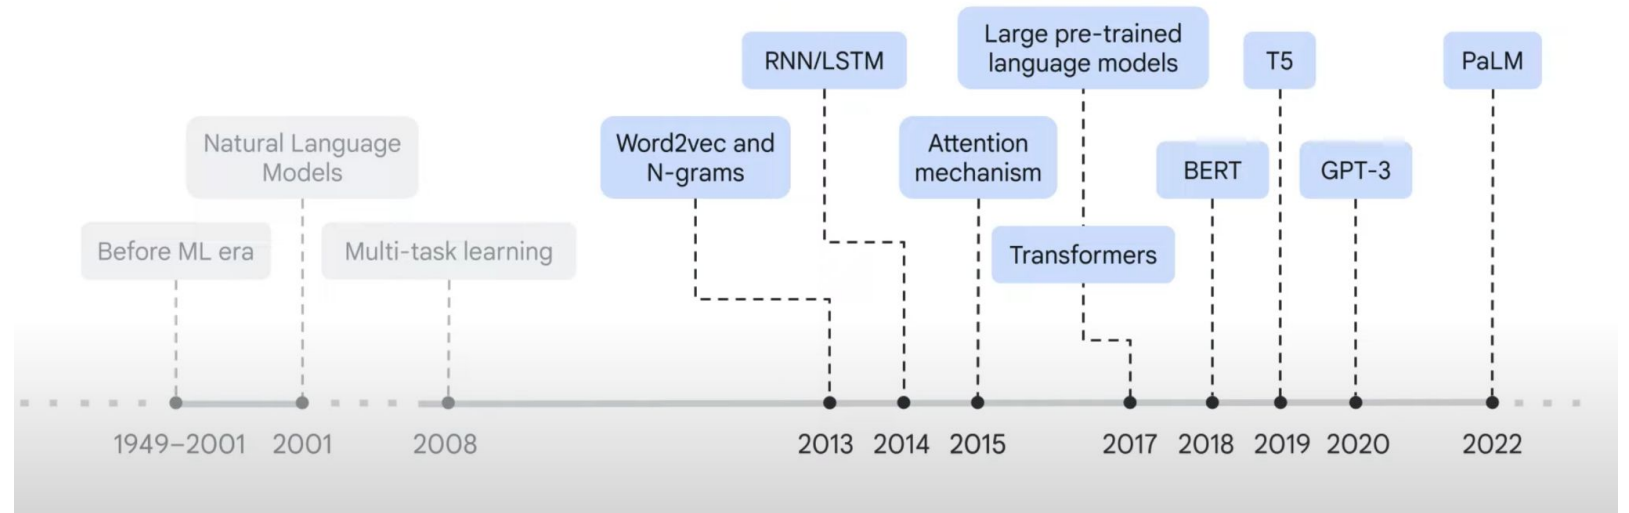 Large pre-trained
language models
RNN/LSTM
T5
PaLM
Natural Language
Models
Word2vec and
N-grams
Attention
mechanism
BERT
GPT-3
Before ML era
Multi-task learning
Transformers
1949–2001
2001
2008
2013
2014
2015
2017
2018
2019
2020
2022